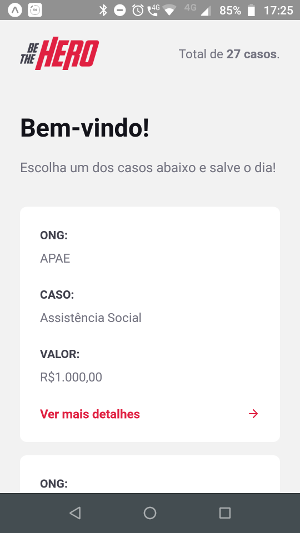 4G
4G
85%
17:25
BE THE HERO
Total de 27 casos.
Bem-vindo!
Escolha um dos casos abaixo e salve o dia!
ONG:
APAE
CASO:
Assistência Social
VALOR:
R$1.000,00
Ver mais detalhes
ONG: